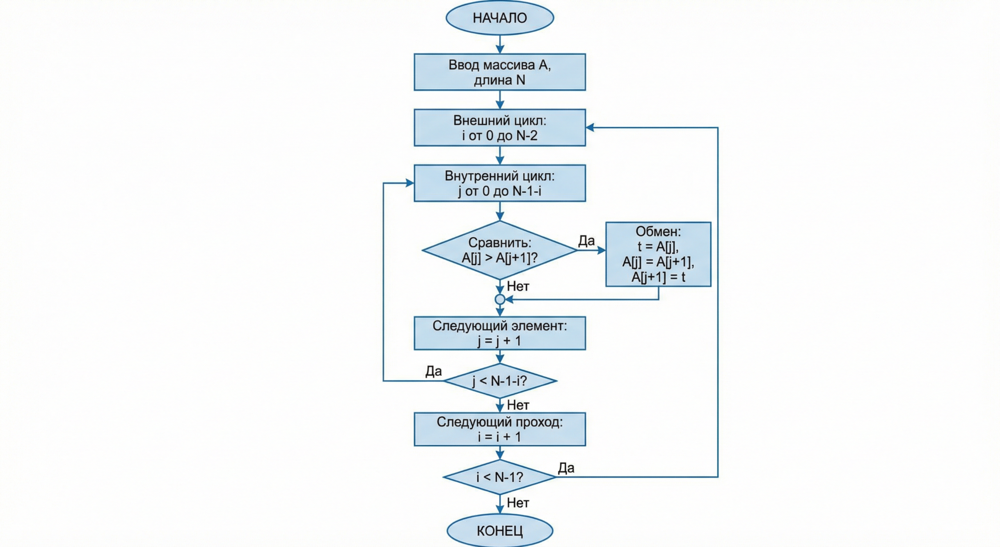 НАЧАЛО
Ввод массива А,
длина N
Внешний цикл:
i от 0 до N-2
Внутренний цикл:
j от 0 до N-1-i
Сравнить:
A[j] > A[j+1]?
Да
Обмен:
t = A[j],
A[j] = A[j+1],
A[j+1] = t
Нет
Следующий элемент:
j = j + 1
Да
j < N-1-i?
Нет
Следующий проход:
i = i + 1
i < N-1?
Да
Нет
КОНЕЦ